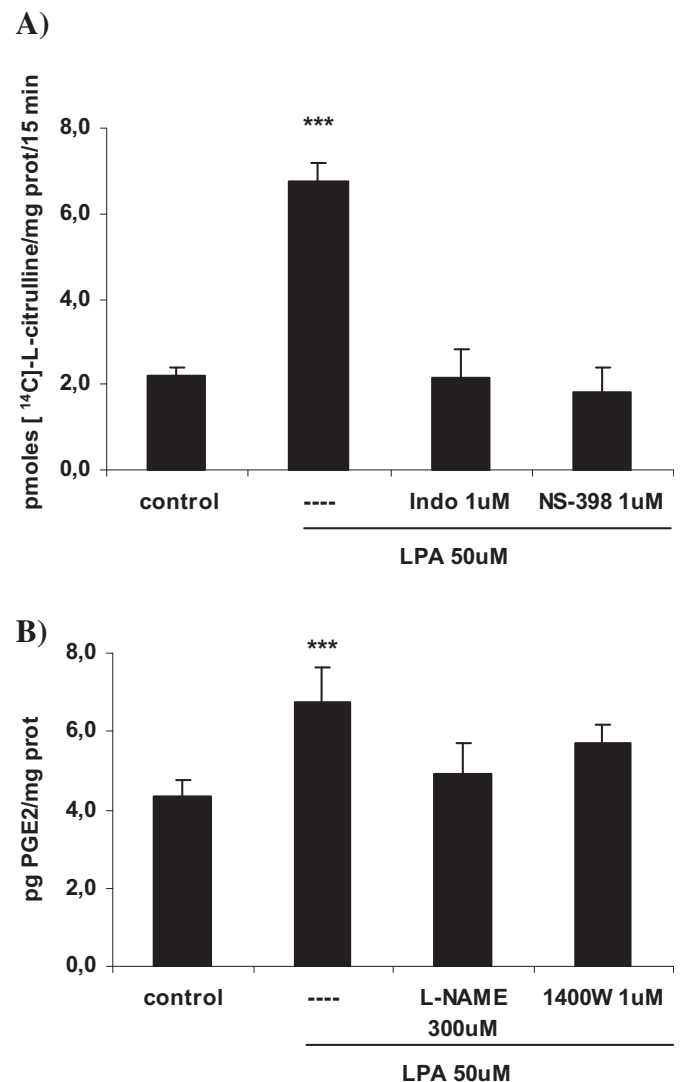 A)
pmoles [ 14C]-L-citrulline/mg prot/15 min
8,0
6,0
4,0
2,0
0,0
***
control
----
Indo 1uM
NS-398 1uM
LPA 50uM
B)
pg PGE2/mg prot
8,0
6,0
4,0
2,0
0,0
***
control
----
L-NAME
300uM
1400W 1uM
LPA 50uM